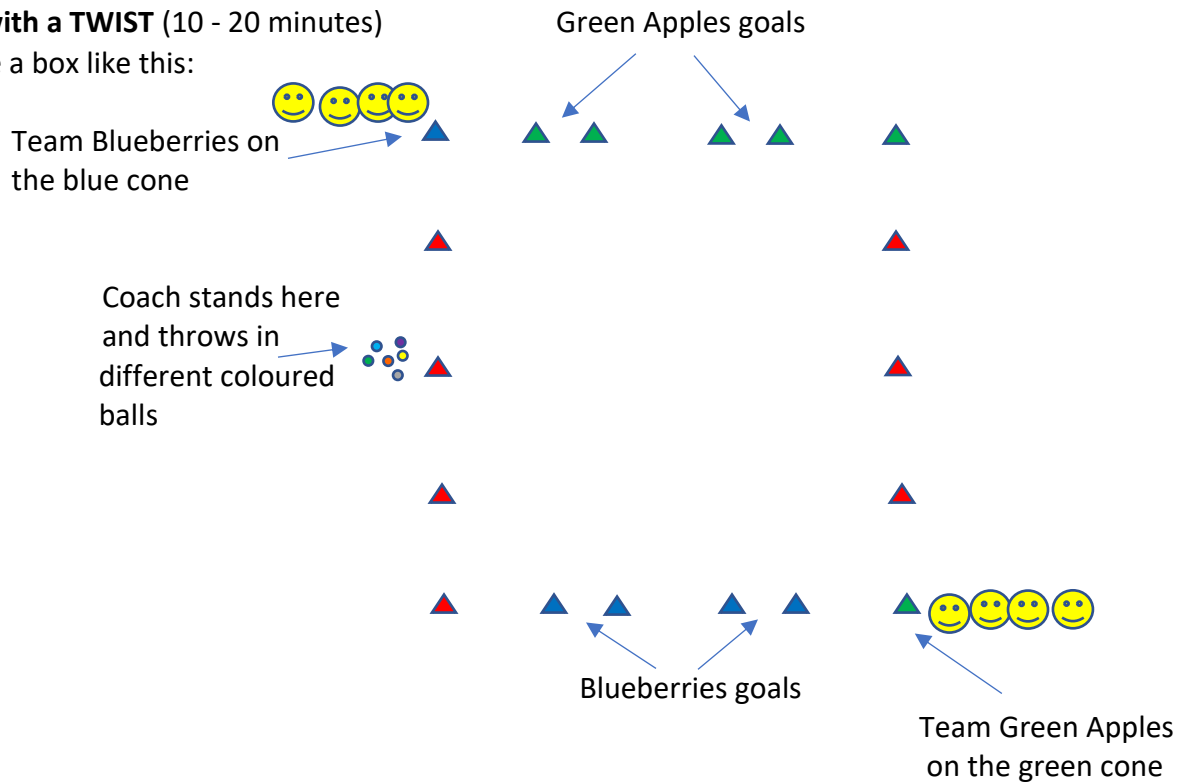 with a TWIST (10 - 20 minutes)
a box like this:
Green Apples goals
Team Blueberries on
the blue cone
Coach stands here
and throws in
different coloured
balls
Blueberries goals
Team Green Apples
on the green cone